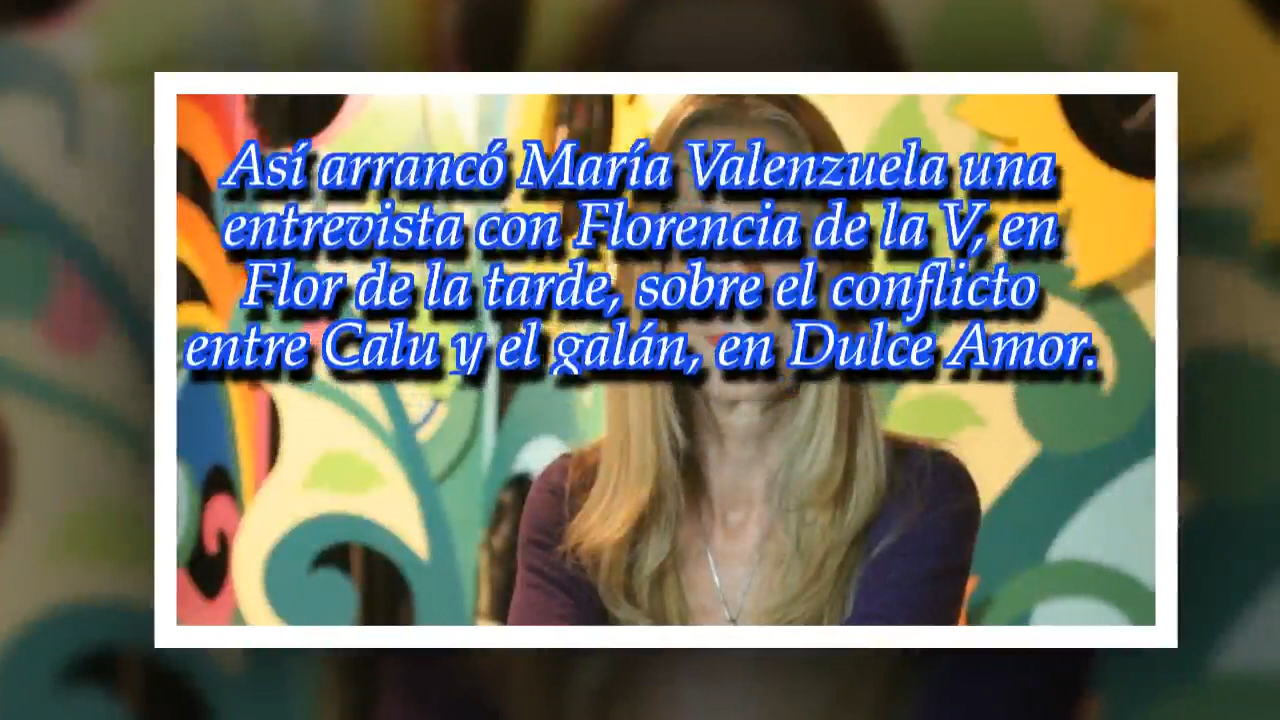 Así arrancó María Valenzuela una
entrevista con Florencia de la V, en
Flor de la tarde, sobre el conflicto
entre Calu y el galán, en Dulce Amor.